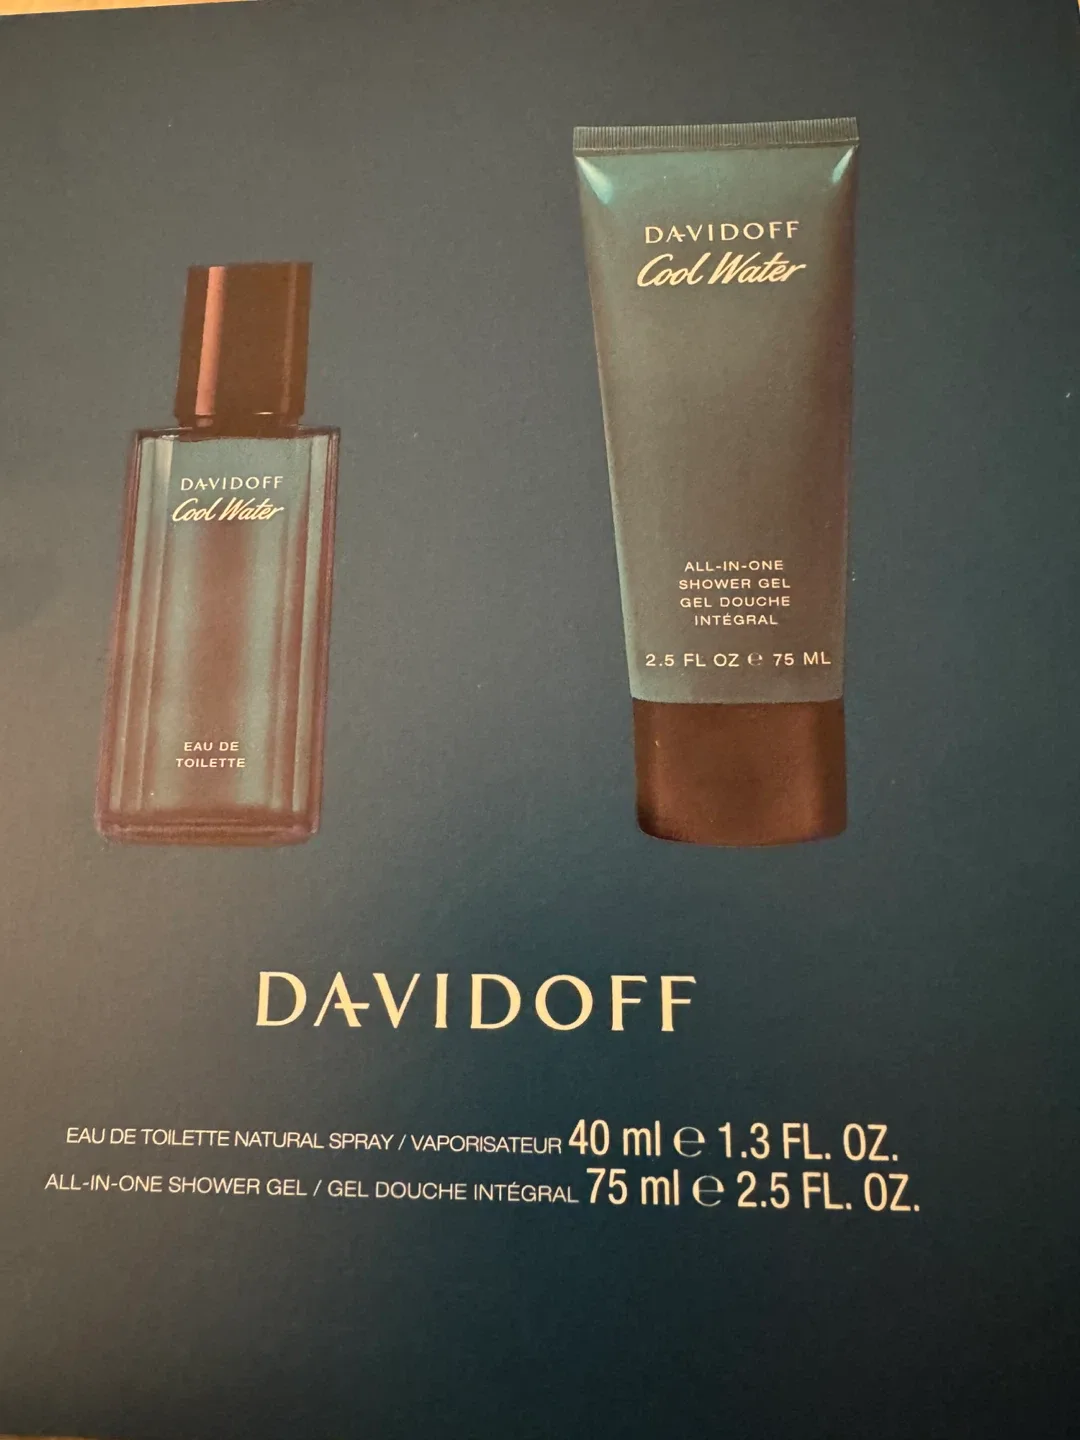 DAVIDOFF
Cool Water
ALL-IN-ONE
SHOWER GEL
GEL DOUCHE
INTÉGRAL
2.5 FL OZ ℮ 75 ML
DAVIDOFF
Cool Water
EAU DE
TOILETTE
DAVIDOFF
EAU DE TOILETTE NATURAL SPRAY / VAPORISATEUR 40 ml ℮ 1.3 FL. OZ.
ALL-IN-ONE SHOWER GEL / GEL DOUCHE INTÉGRAL 75 ml ℮ 2.5 FL. OZ.